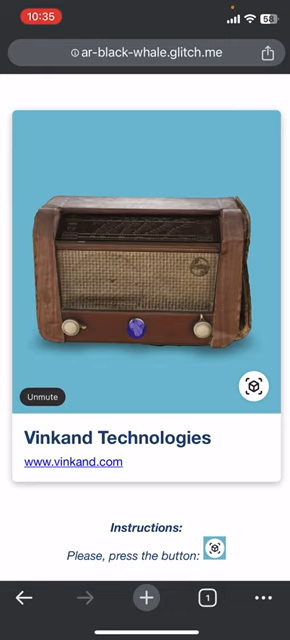 10:35
58
ar-black-whale.glitch.me
Unmute
Vinkand Technologies
www.vinkand.com
Instructions:
Please, press the button:
1